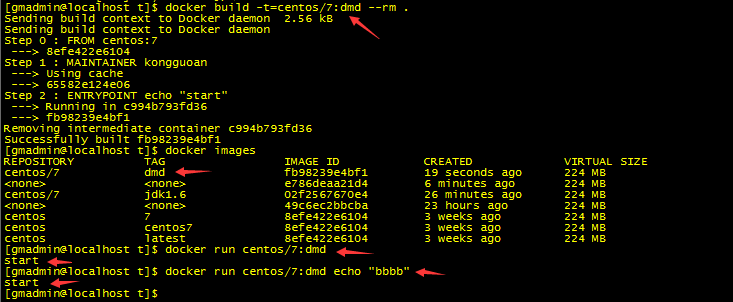 [gmadmin@localhost t]$ docker build -t=centos/7:dmd --rm .
Sending build context to Docker daemon  2.56 kB
Sending build context to Docker daemon
Step 0 : FROM centos:7
 ---> 8efe422e6104
Step 1 : MAINTAINER kongguoan
 ---> Using cache
 ---> 65582e124e06
Step 2 : ENTRYPOINT echo "start"
 ---> Running in c994b793fd36
 ---> fb98239e4bf1
Removing intermediate container c994b793fd36
Successfully built fb98239e4bf1
[gmadmin@localhost t]$ docker images
REPOSITORY TAG IMAGE ID CREATED VIRTUAL SIZE
centos/7 dmd fb98239e4bf1 19 seconds ago 224 MB
<none> <none> e786deaa21d4 6 minutes ago 224 MB
centos/7 jdk1.6 02f2567670e4 26 minutes ago 224 MB
<none> <none> 49c6ec2bbcba 23 hours ago 224 MB
centos 7 8efe422e6104 3 weeks ago 224 MB
centos centos7 8efe422e6104 3 weeks ago 224 MB
centos latest 8efe422e6104 3 weeks ago 224 MB
[gmadmin@localhost t]$ docker run centos/7:dmd
start
[gmadmin@localhost t]$ docker run centos/7:dmd echo "bbbb"
start
[gmadmin@localhost t]$